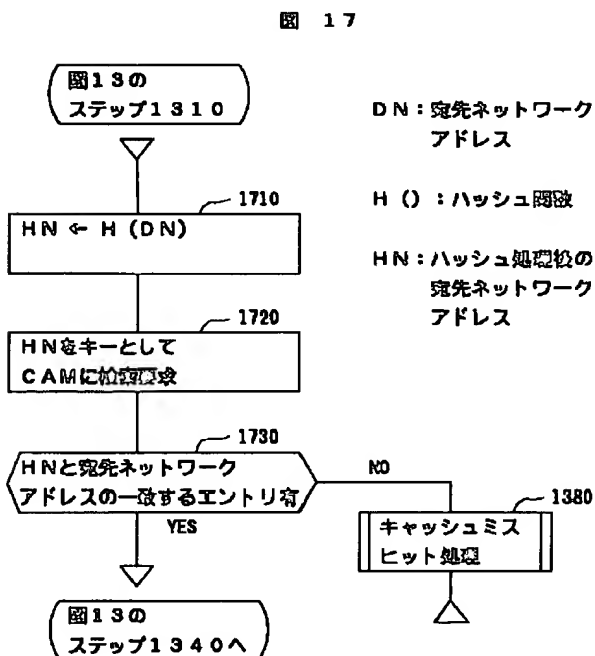 図 17
図13の
ステップ1310
DN:宛先ネットワーク
アドレス
H():ハッシュ関数
HN:ハッシュ処理後の
宛先ネットワーク
アドレス
1710
HN ← H(DN)
1720
HNをキーとして
CAMに検索要求
1730
HNと宛先ネットワーク
アドレスの一致するエントリ有
NO
YES
1380
キャッシュミス
ヒット処理
図13の
ステップ1340へ